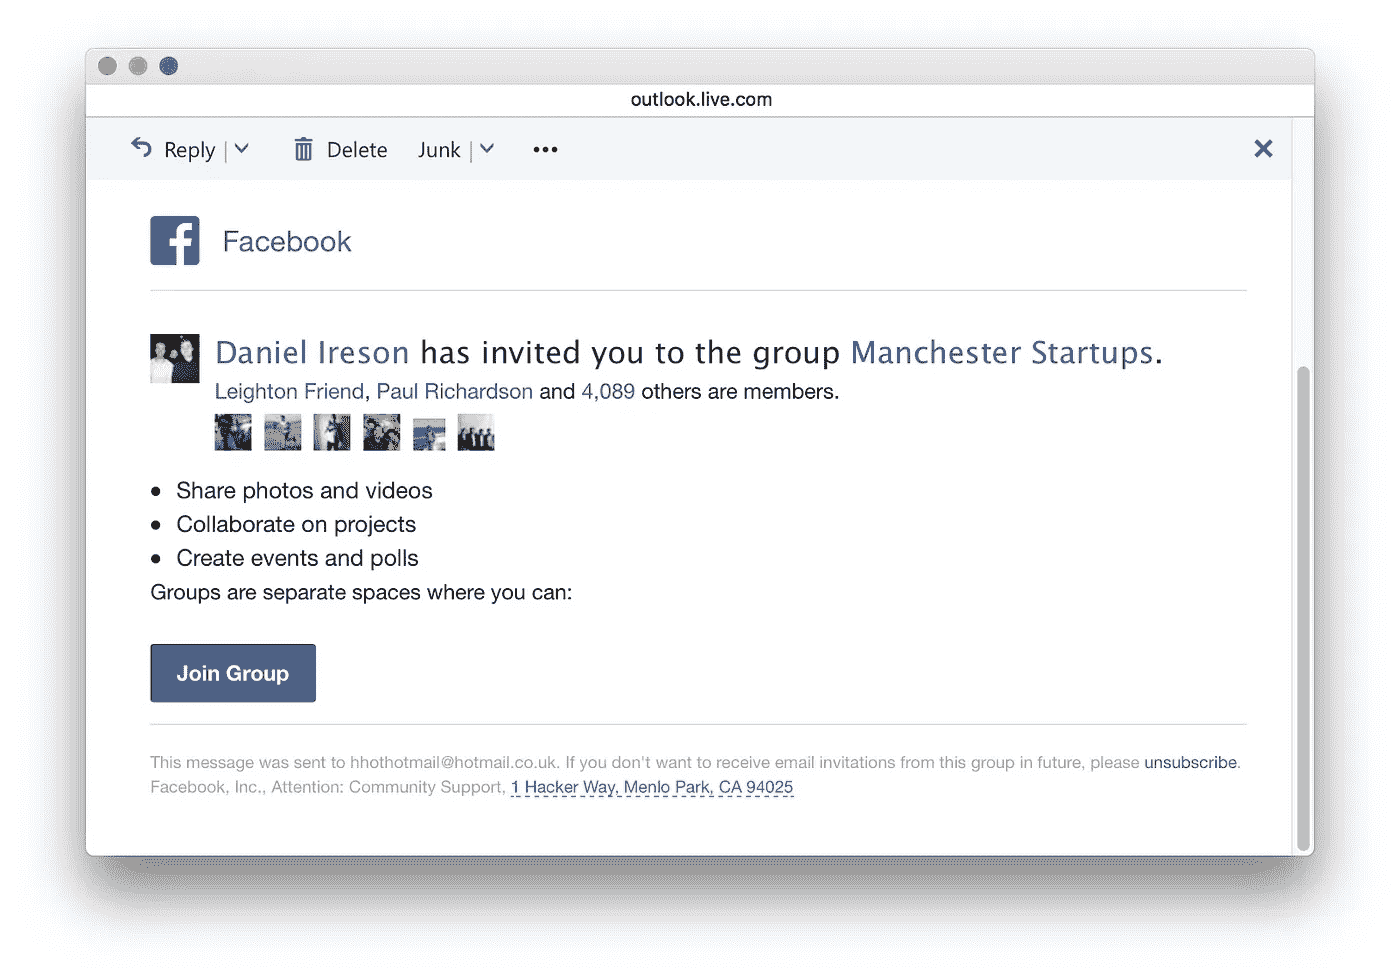 outlook.live.com
Reply | Delete Junk | •••
Facebook
Daniel Ireson has invited you to the group Manchester Startups.
Leighton Friend, Paul Richardson and 4,089 others are members.
• Share photos and videos
• Collaborate on projects
• Create events and polls
Groups are separate spaces where you can:
Join Group
This message was sent to hhothotmail@hotmail.co.uk. If you don't want to receive email invitations from this group in future, please unsubscribe.
Facebook, Inc., Attention: Community Support, 1 Hacker Way, Menlo Park, CA 94025